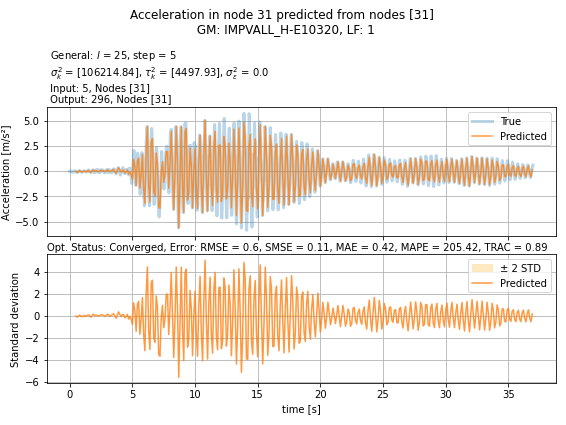 Acceleration in node 31 predicted from nodes [31]
GM: IMPVALL_H-E10320, LF: 1
General: l = 25, step = 5
σ²ₖ = [106214.84], τ²ₖ = [4497.93], σ²ε = 0.0
Input: 5, Nodes [31]
Output: 296, Nodes [31]
Acceleration [m/s²]
5.0
2.5
0.0
−2.5
−5.0
True
Predicted
Opt. Status: Converged, Error: RMSE = 0.6, SMSE = 0.11, MAE = 0.42, MAPE = 205.42, TRAC = 0.89
Standard deviation
4
2
0
−2
−4
−6
± 2 STD
Predicted
0 5 10 15 20 25 30 35
time [s]